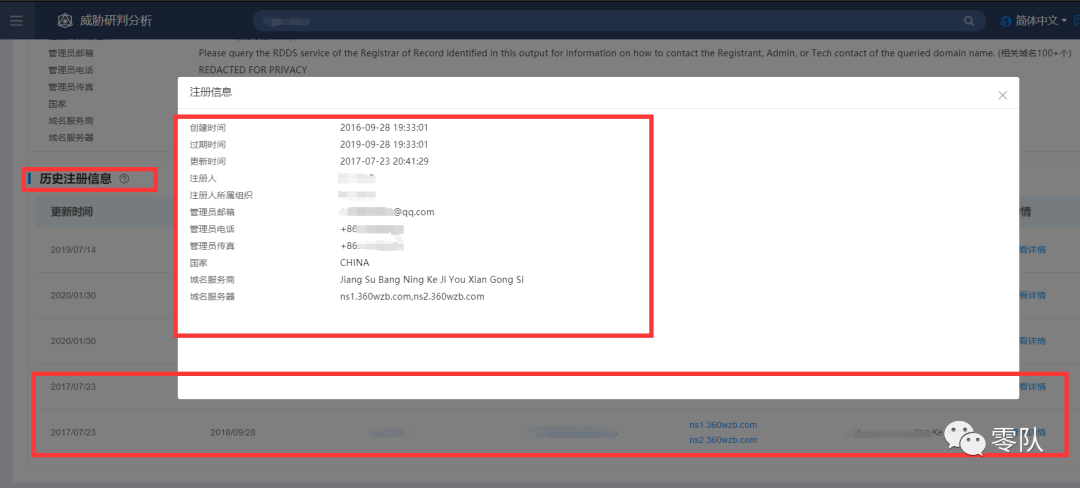 威胁研判分析
简体中文
管理员邮箱 Please query the RDDS service of the Registrar of Record identified in this output for information on how to contact the Registrant, Admin, or Tech contact of the queried domain name. (相关域名100+个)
管理员电话 REDACTED FOR PRIVACY
管理员传真
国家
域名服务商
域名服务器
注册信息
创建时间 2016-09-28 19:33:01
过期时间 2019-09-28 19:33:01
更新时间 2017-07-23 20:41:29
注册人
注册人所属组织
管理员邮箱 @qq.com
管理员电话 +86
管理员传真 +86
国家 CHINA
域名服务商 Jiang Su Bang Ning Ke Ji You Xian Gong Si
域名服务器 ns1.360wzb.com,ns2.360wzb.com
历史注册信息
更新时间 情
2019/07/14 看详情
2020/01/30 看详情
2020/01/30 看详情
2017/07/23 看详情
2017/07/23 2018/09/28 ns1.360wzb.com
ns2.360wzb.com
零队